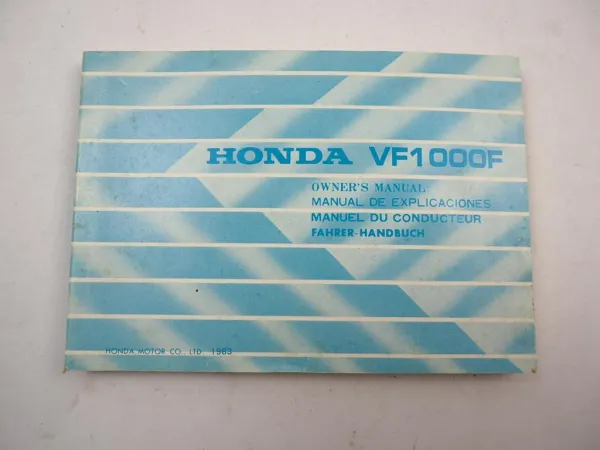 HONDA VF1000F
OWNER'S MANUAL
MANUAL DE EXPLICACIONES
MANUEL DU CONDUCTEUR
FAHRER-HANDBUCH
HONDA MOTOR CO., LTD. 1983